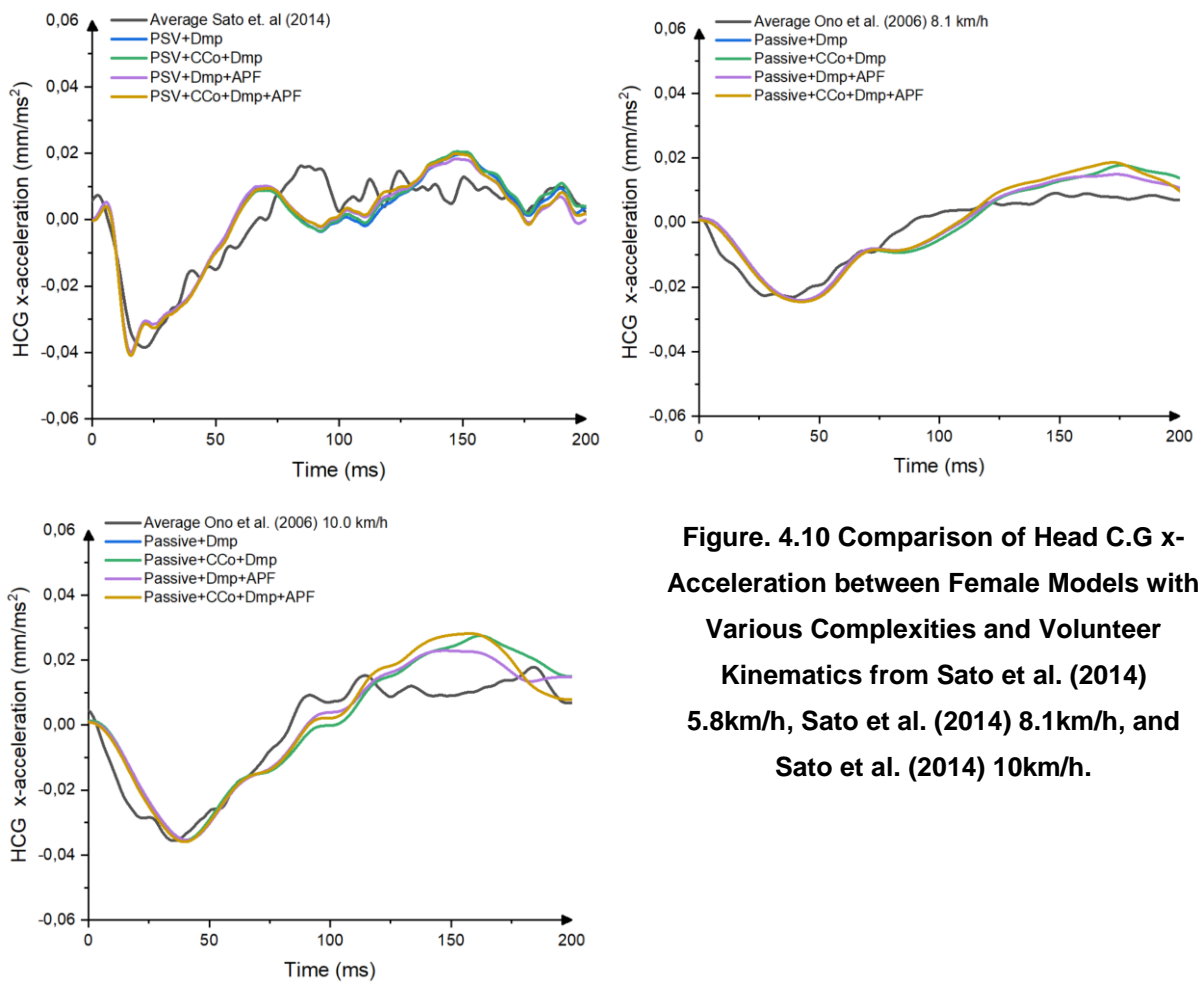 0,06
0,04
0,02
0,00
-0,02
-0,04
-0,06
HCG x-acceleration (mm/ms²)
Average Sato et. al (2014)
PSV+Dmp
PSV+CCo+Dmp
PSV+Dmp+APF
PSV+CCo+Dmp+APF
0 50 100 150 200
Time (ms)
0,06
0,04
0,02
0,00
-0,02
-0,04
-0,06
HCG x-acceleration (mm/ms²)
Average Ono et al. (2006) 8.1 km/h
Passive+Dmp
Passive+CCo+Dmp
Passive+Dmp+APF
Passive+CCo+Dmp+APF
0 50 100 150 200
Time (ms)
0,06
0,04
0,02
0,00
-0,02
-0,04
-0,06
HCG x-acceleration (mm/ms²)
Average Ono et al. (2006) 10.0 km/h
Passive+Dmp
Passive+CCo+Dmp
Passive+Dmp+APF
Passive+CCo+Dmp+APF
0 50 100 150 200
Time (ms)
Figure. 4.10 Comparison of Head C.G x-
Acceleration between Female Models with
Various Complexities and Volunteer
Kinematics from Sato et al. (2014)
5.8km/h, Sato et al. (2014) 8.1km/h, and
Sato et al. (2014) 10km/h.